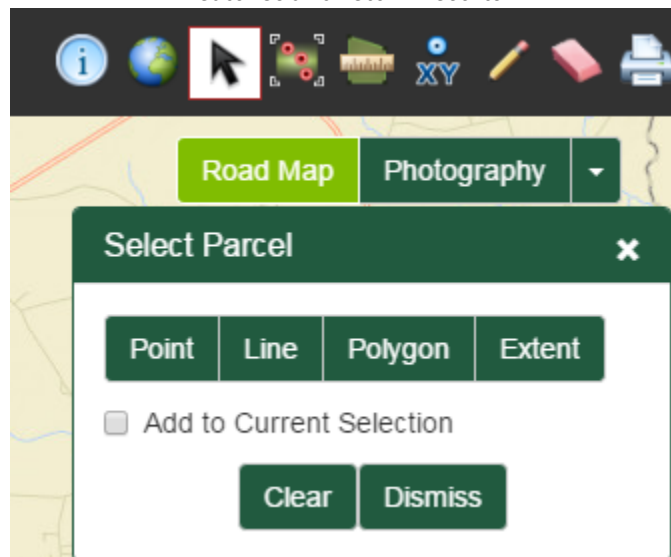 i
XY
Road Map Photography
Select Parcel
Point Line Polygon Extent
Add to Current Selection
Clear Dismiss